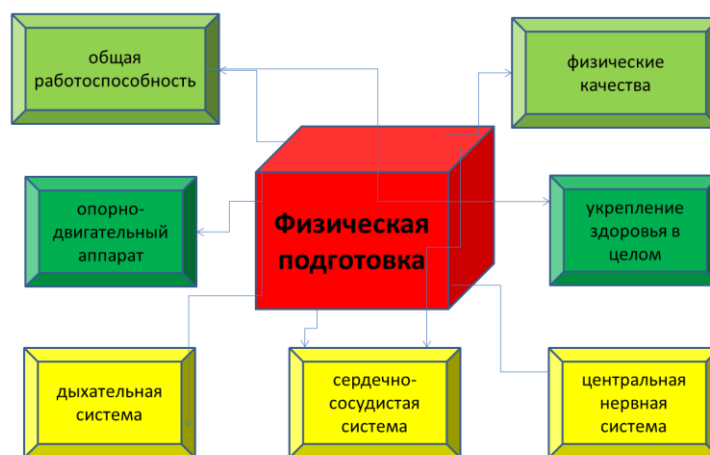 общая
работоспособность
физические
качества
Физическая
подготовка
опорно-
двигательный
аппарат
укрепление
здоровья в
целом
дыхательная
система
сердечно-
сосудистая
система
центральная
нервная
система